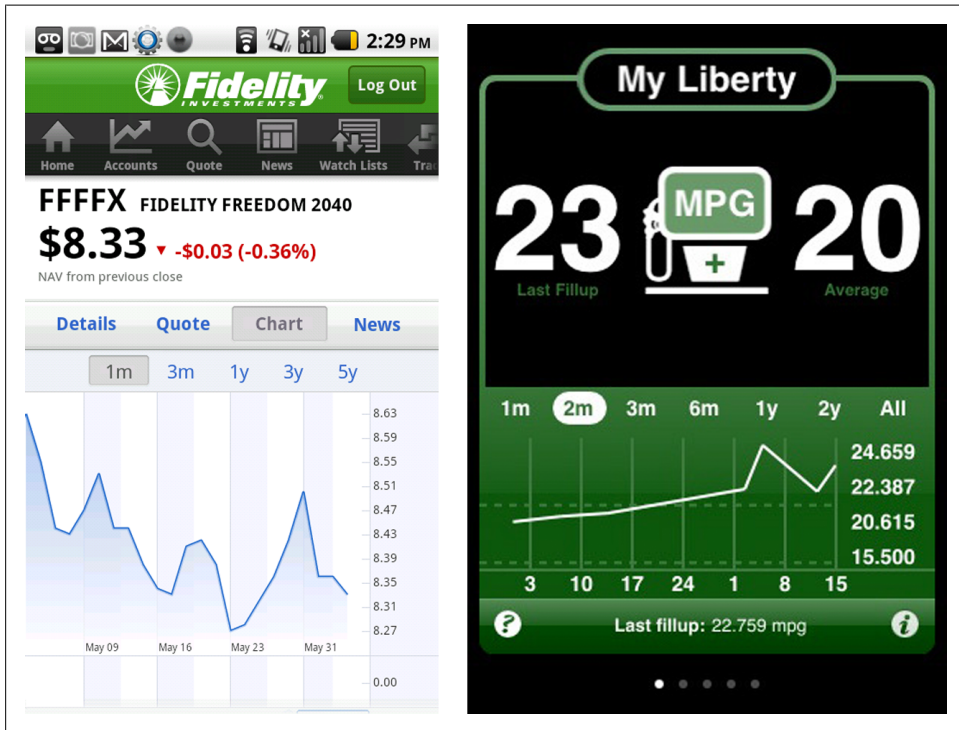 2:29 PM
Fidelity
INVESTMENTS
Log Out
Home Accounts Quote News Watch Lists
FFFFX FIDELITY FREEDOM 2040
$8.33 ▼ -$0.03 (-0.36%)
NAV from previous close
Details Quote Chart News
1m 3m 1y 3y 5y
8.63
8.59
8.55
8.51
8.47
8.43
8.39
8.35
8.31
8.27
May 09 May 16 May 23 May 31
0.00
My Liberty
23 MPG 20
+
Last Fillup Average
1m 2m 3m 6m 1y 2y All
24.659
22.387
20.615
15.500
3 10 17 24 1 8 15
? Last fillup: 22.759 mpg i